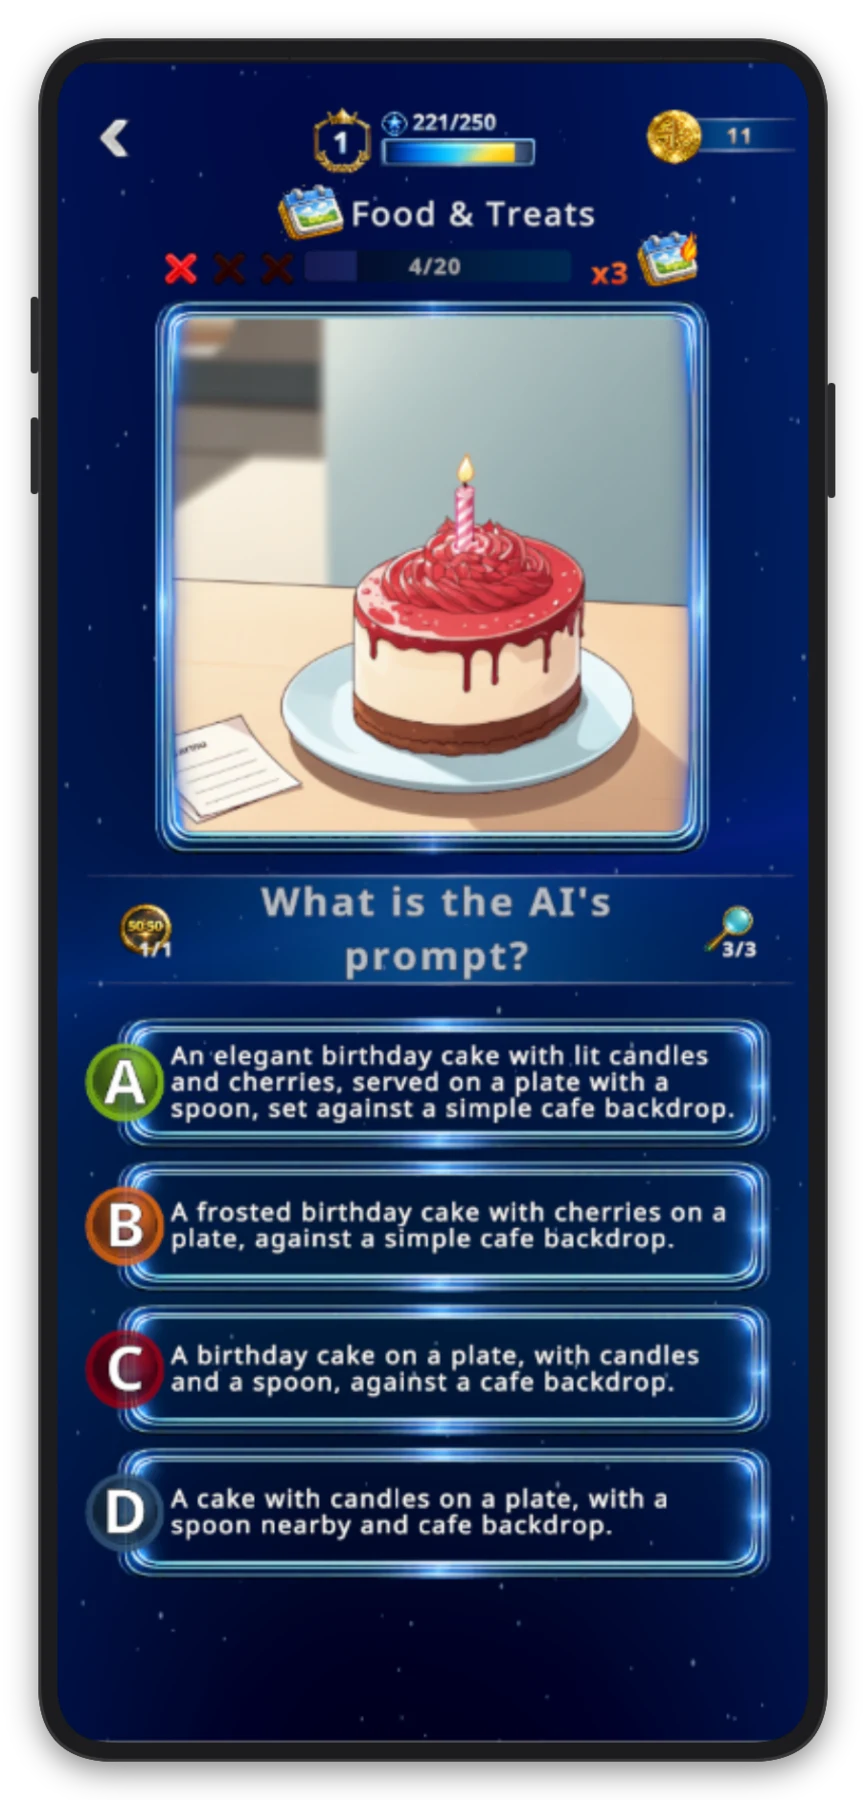 1
221/250
11
Food & Treats
4/20
x3
What is the AI's
prompt?
50:50
1/1
3/3
A
An elegant birthday cake with lit candles
and cherries, served on a plate with a
spoon, set against a simple cafe backdrop.
B
A frosted birthday cake with cherries on a
plate, against a simple cafe backdrop.
C
A birthday cake on a plate, with candles
and a spoon, against a cafe backdrop.
D
A cake with candles on a plate, with a
spoon nearby and cafe backdrop.